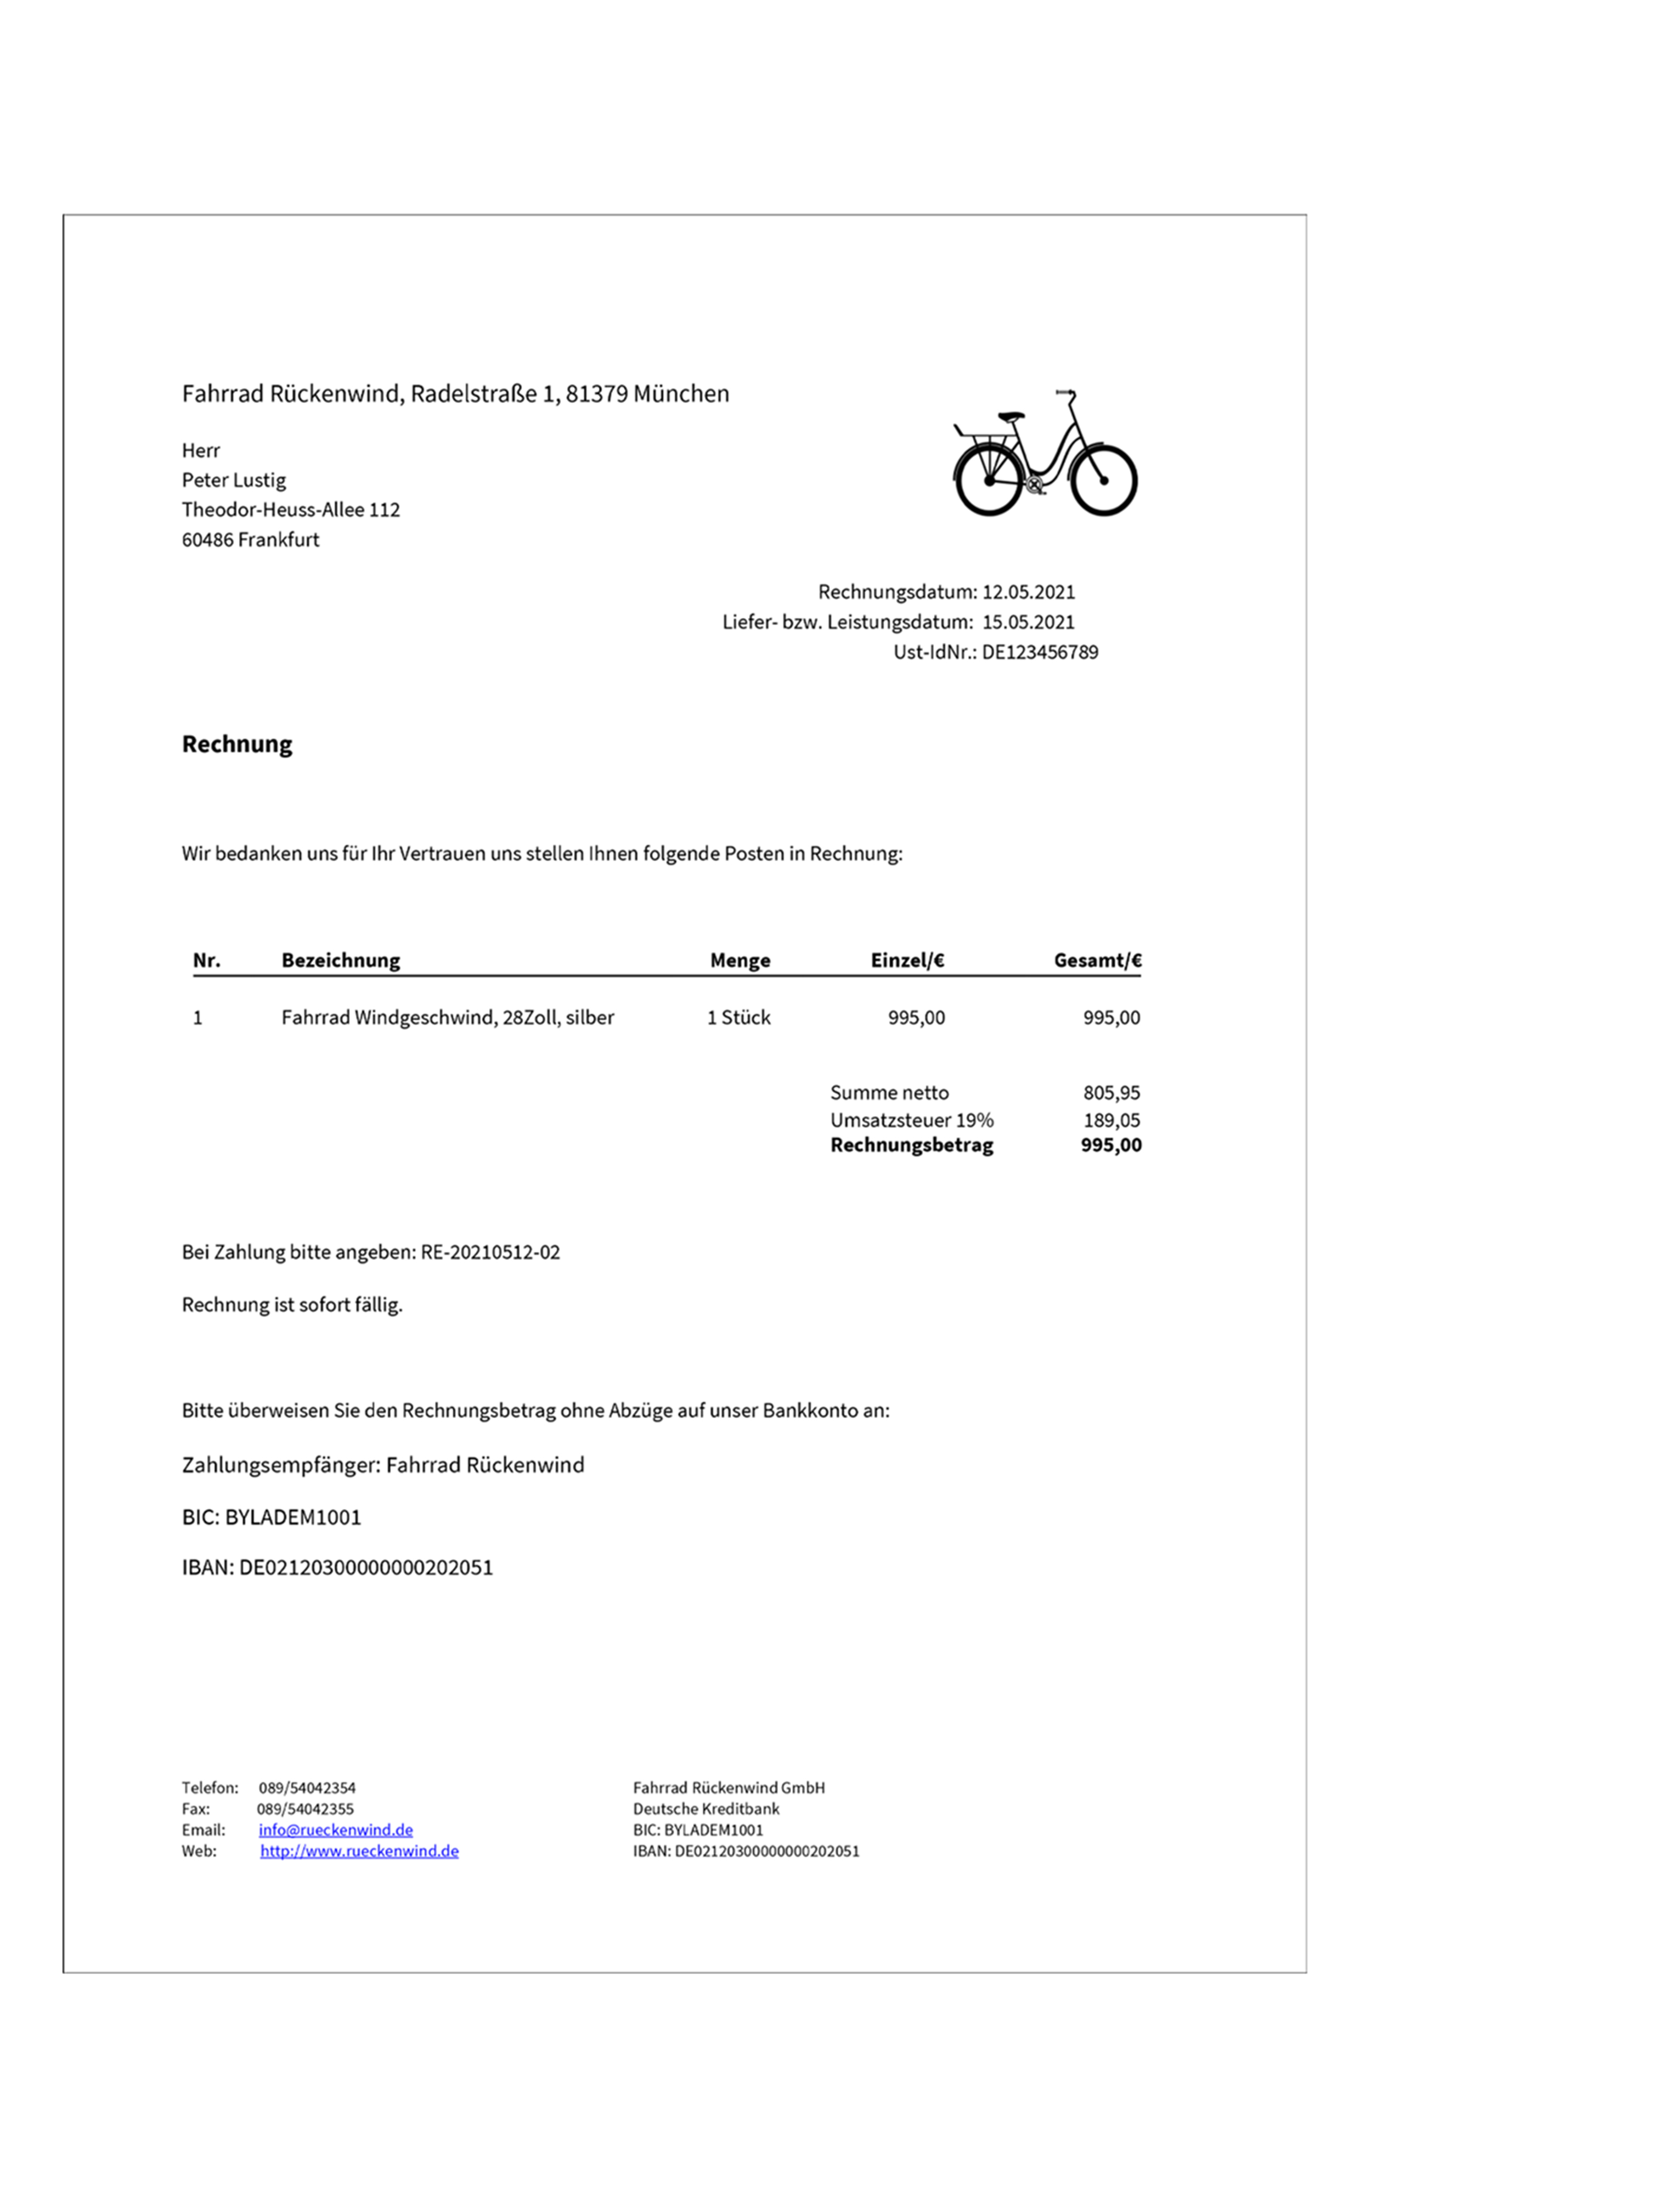 Fahrrad Rückenwind, Radelstraße 1, 81379 München
Herr
Peter Lustig
Theodor-Heuss-Allee 112
60486 Frankfurt
Rechnungsdatum: 12.05.2021
Liefer- bzw. Leistungsdatum: 15.05.2021
Ust-IdNr.: DE123456789
Rechnung
Wir bedanken uns für Ihr Vertrauen uns stellen Ihnen folgende Posten in Rechnung:
Nr. Bezeichnung Menge Einzel/€ Gesamt/€
1 Fahrrad Windgeschwind, 28Zoll, silber 1 Stück 995,00 995,00
Summe netto 805,95
Umsatzsteuer 19% 189,05
Rechnungsbetrag 995,00
Bei Zahlung bitte angeben: RE-20210512-02
Rechnung ist sofort fällig.
Bitte überweisen Sie den Rechnungsbetrag ohne Abzüge auf unser Bankkonto an:
Zahlungsempfänger: Fahrrad Rückenwind
BIC: BYLADEM1001
IBAN: DE02120300000000202051
Telefon: 089/54042354
Fax: 089/54042355
Email: info@rueckenwind.de
Web: http://www.rueckenwind.de
Fahrrad Rückenwind GmbH
Deutsche Kreditbank
BIC: BYLADEM1001
IBAN: DE02120300000000202051